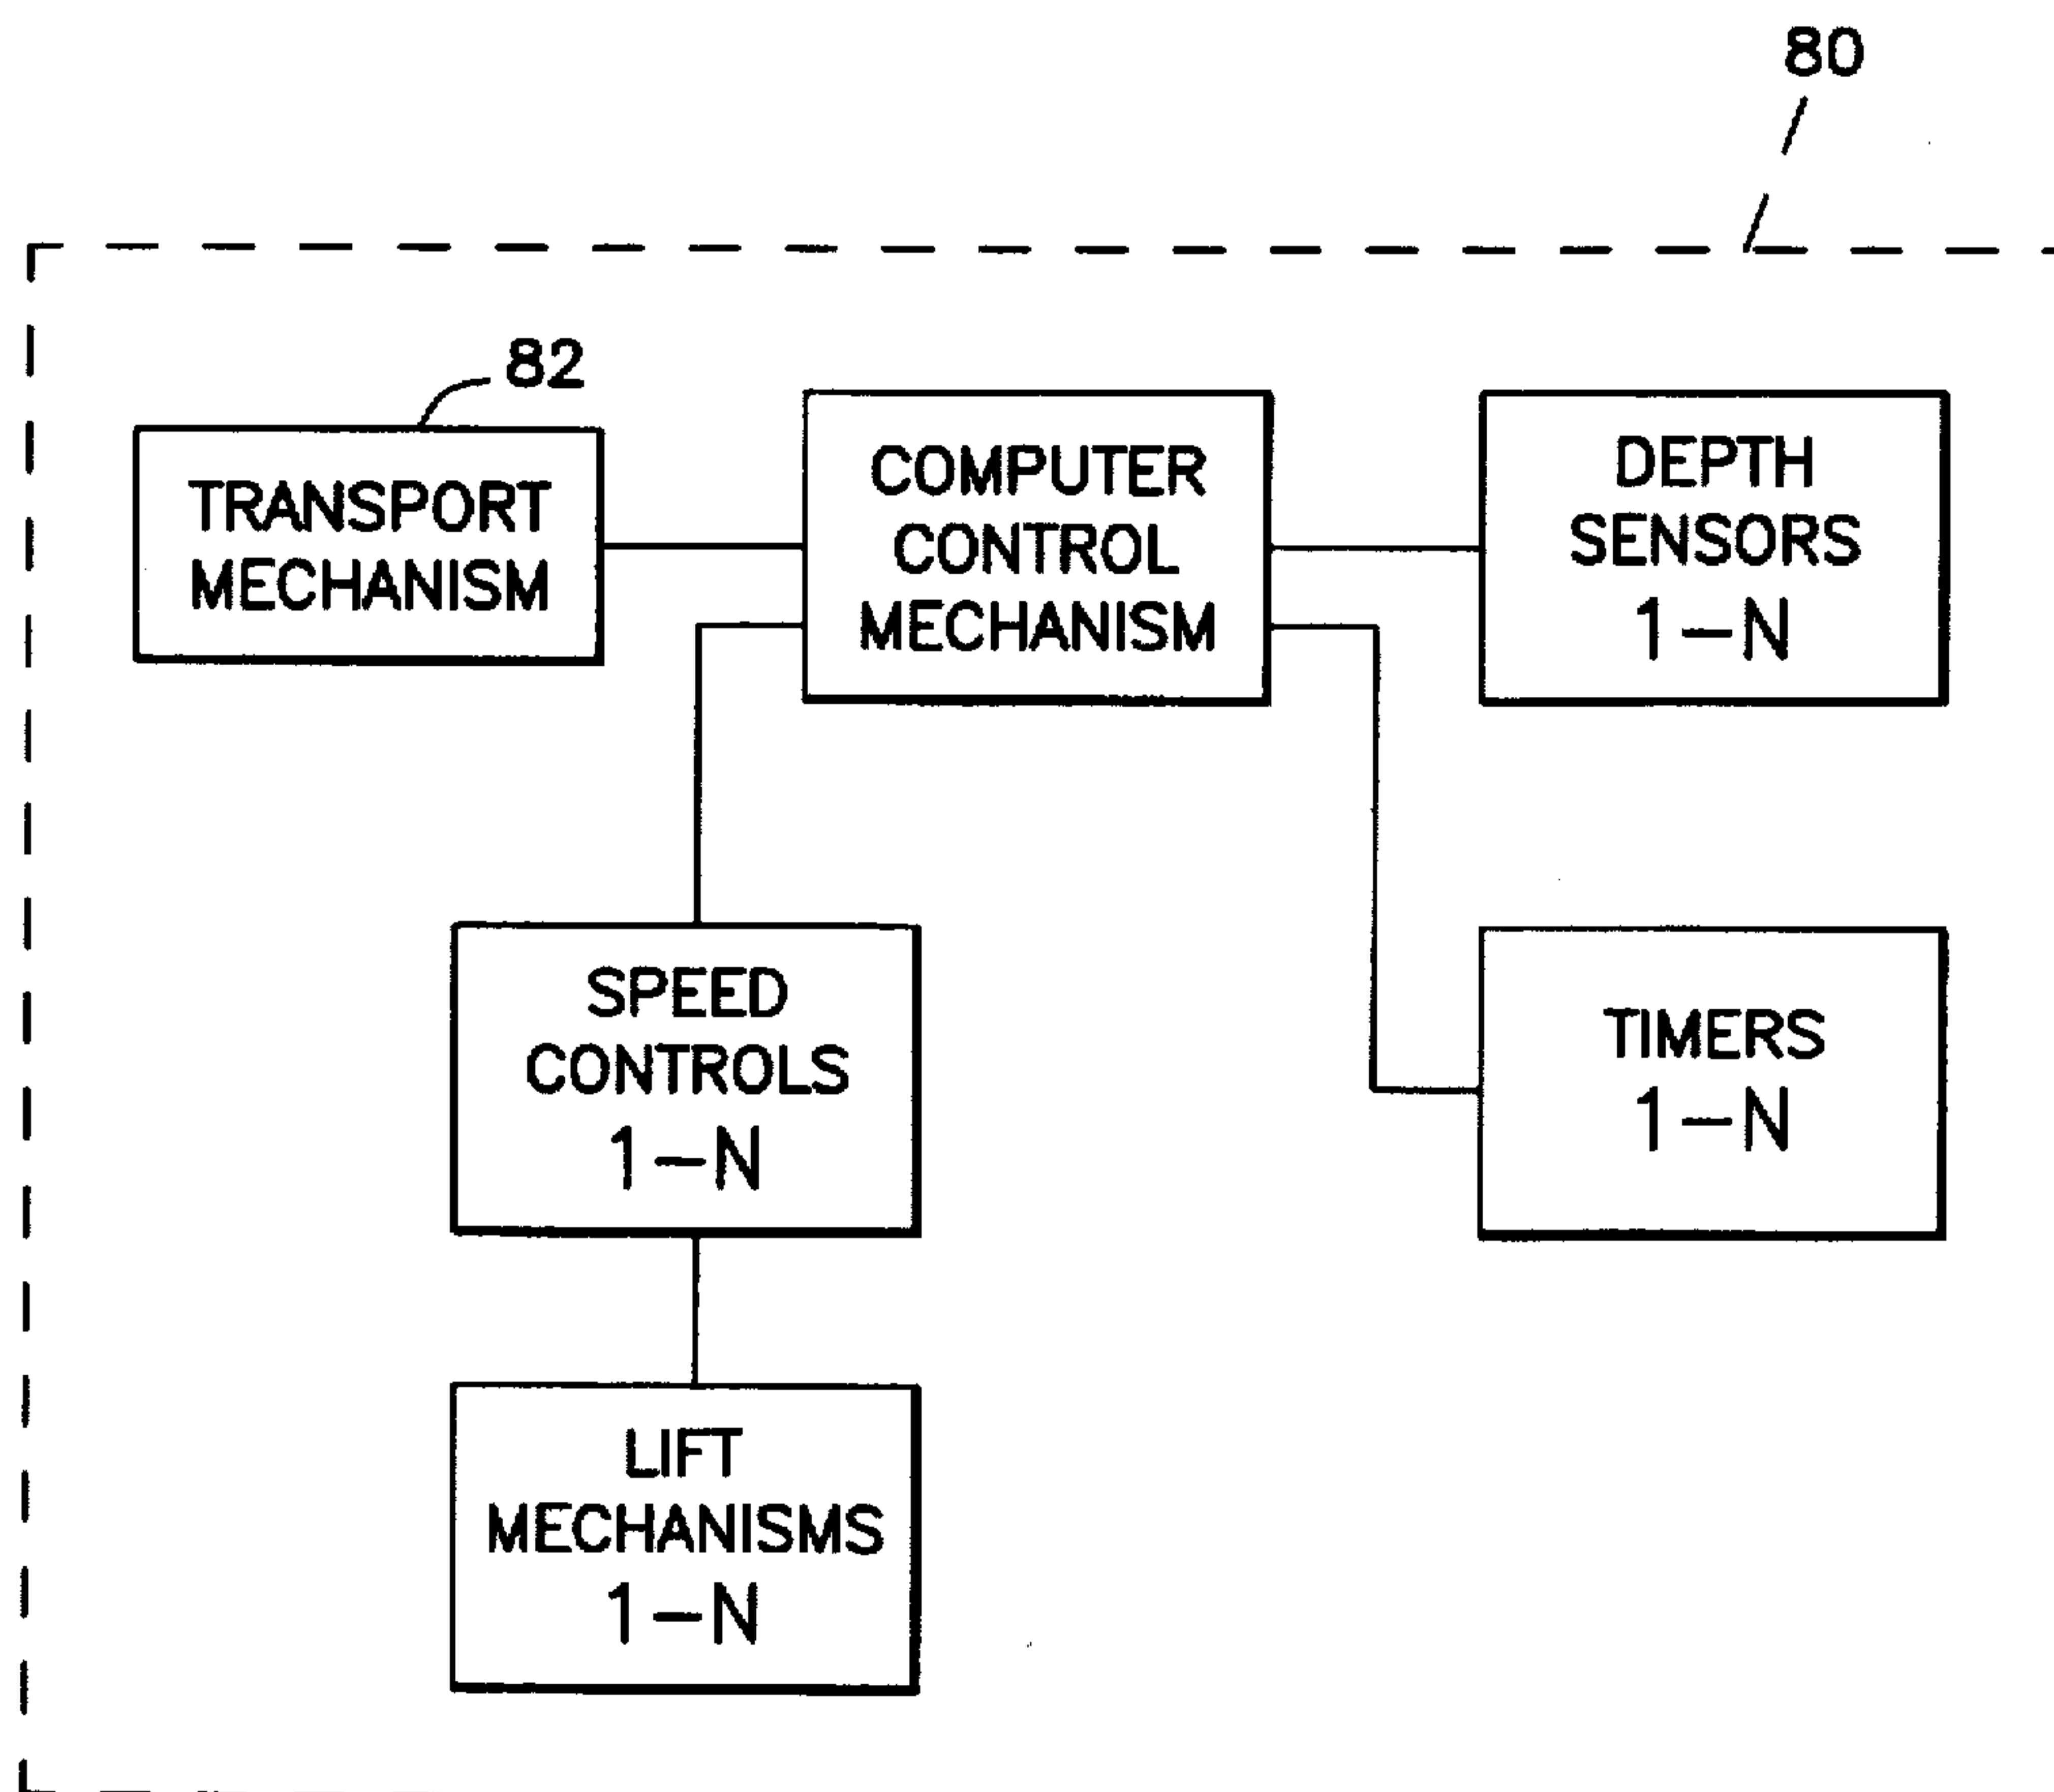 80
82
TRANSPORT
MECHANISM
COMPUTER
CONTROL
MECHANISM
DEPTH
SENSORS
1-N
SPEED
CONTROLS
1-N
TIMERS
1-N
LIFT
MECHANISMS
1-N